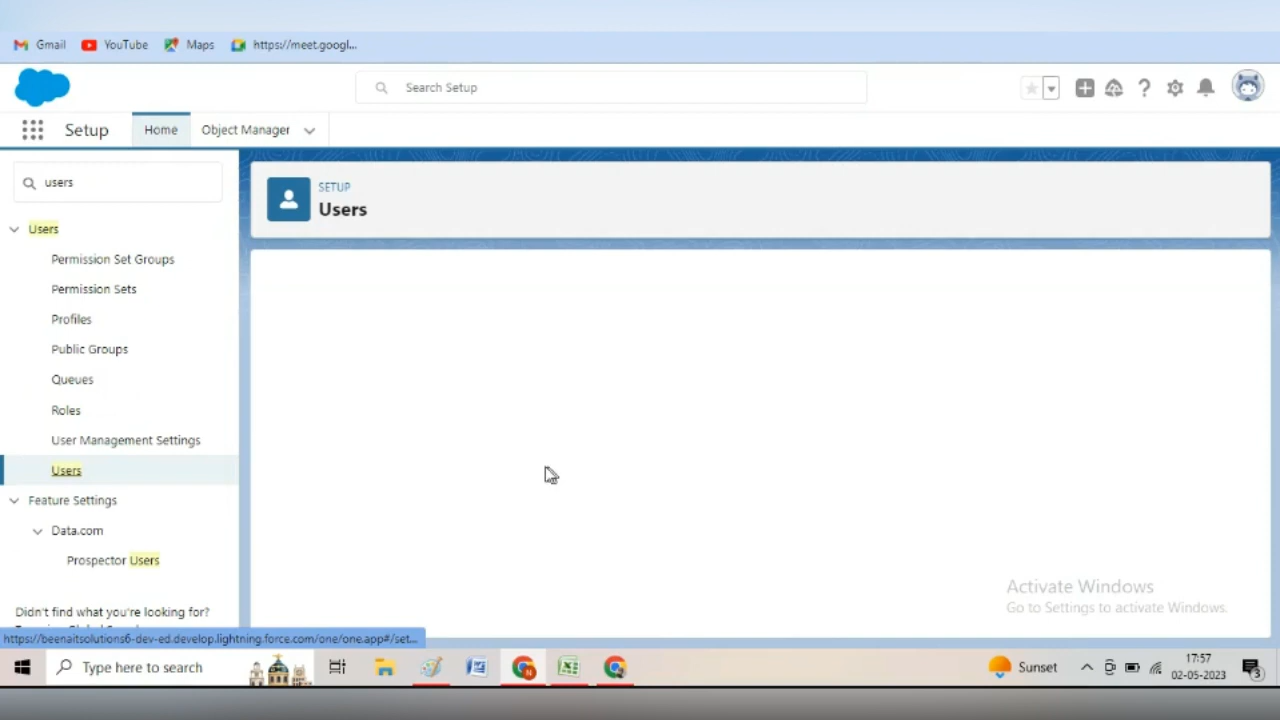 Gmail
YouTube
Maps
https://meet.googl...
Search Setup
Setup
Home
Object Manager
users
SETUP
Users
Users
Permission Set Groups
Permission Sets
Profiles
Public Groups
Queues
Roles
User Management Settings
Users
Feature Settings
Data.com
Prospector Users
Didn't find what you're looking for?
Activate Windows
Go to Settings to activate Windows.
https://beenaitsolutions6-dev-ed.develop.lightning.force.com/one/one.app#/set...
Type here to search
Sunset
17:57
02-05-2023
3